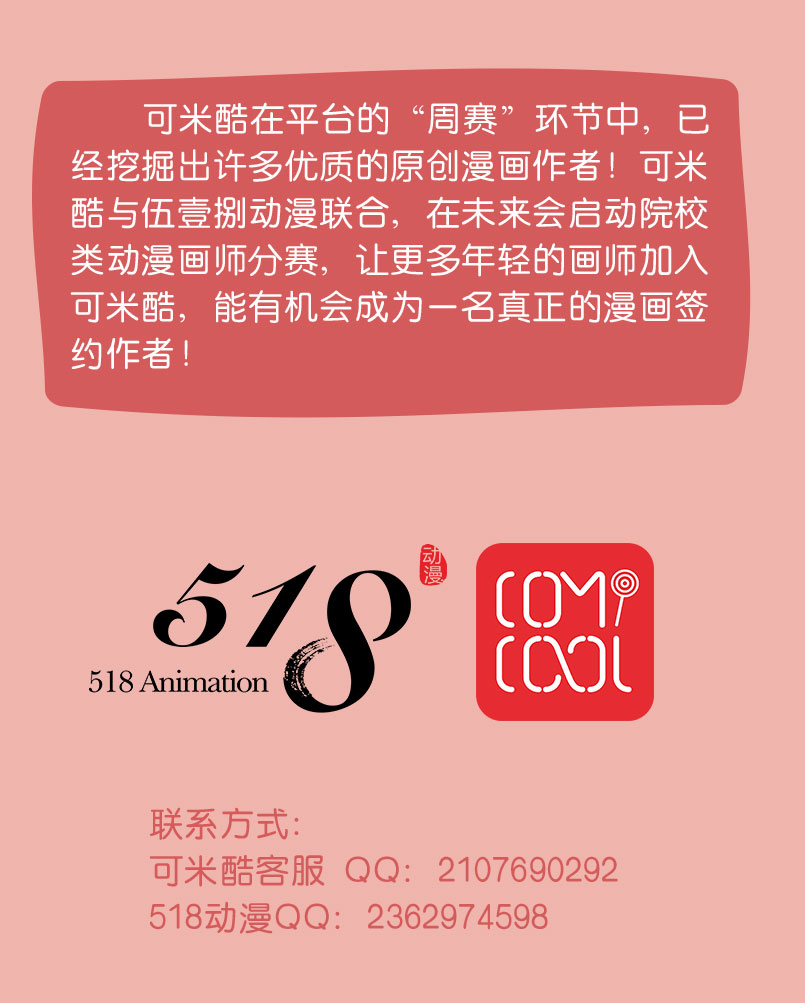 可米酷在平台的“周赛”环节中，已
经挖掘出许多优质的原创漫画作者！可米
酷与伍壹捌动漫联合，在未来会启动院校
类动漫画师分赛，让更多年轻的画师加入
可米酷，能有机会成为一名真正的漫画签
约作者！
518
动漫
518 Animation
COMI
COOL
联系方式：
可米酷客服 QQ：2107690292
518动漫QQ：2362974598